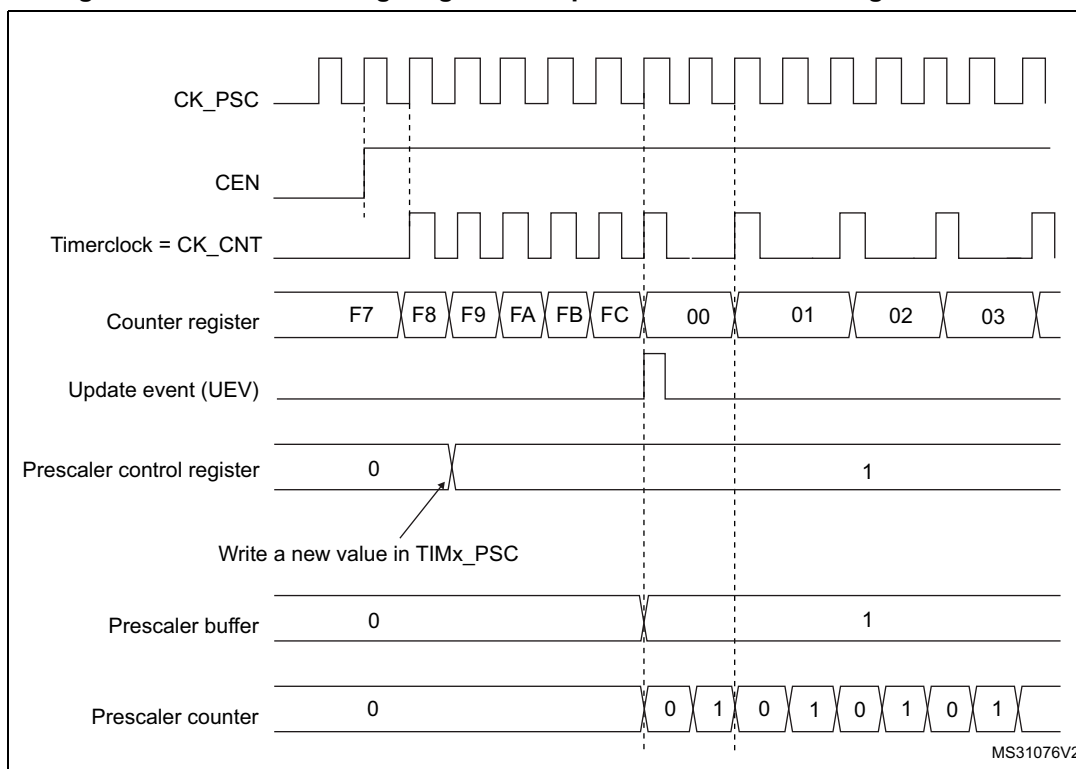 CK_PSC
CEN
Timerclock = CK_CNT
Counter register F7 F8 F9 FA FB FC 00 01 02 03
Update event (UEV)
Prescaler control register 0 1
Write a new value in TIMx_PSC
Prescaler buffer 0 1
Prescaler counter 0 0 1 0 1 0 1 0 1
MS31076V2